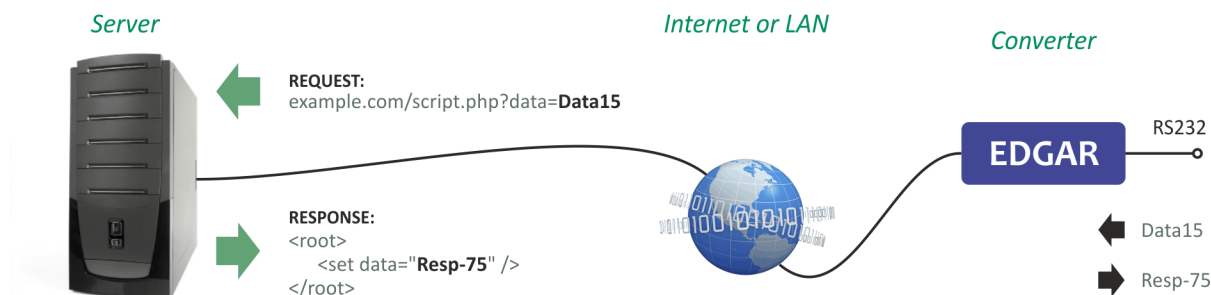 Server
Internet or LAN
Converter
REQUEST:
example.com/script.php?data=Data15
RS232
EDGAR
RESPONSE:
<root>
<set data="Resp-75" />
</root>
Data15
Resp-75